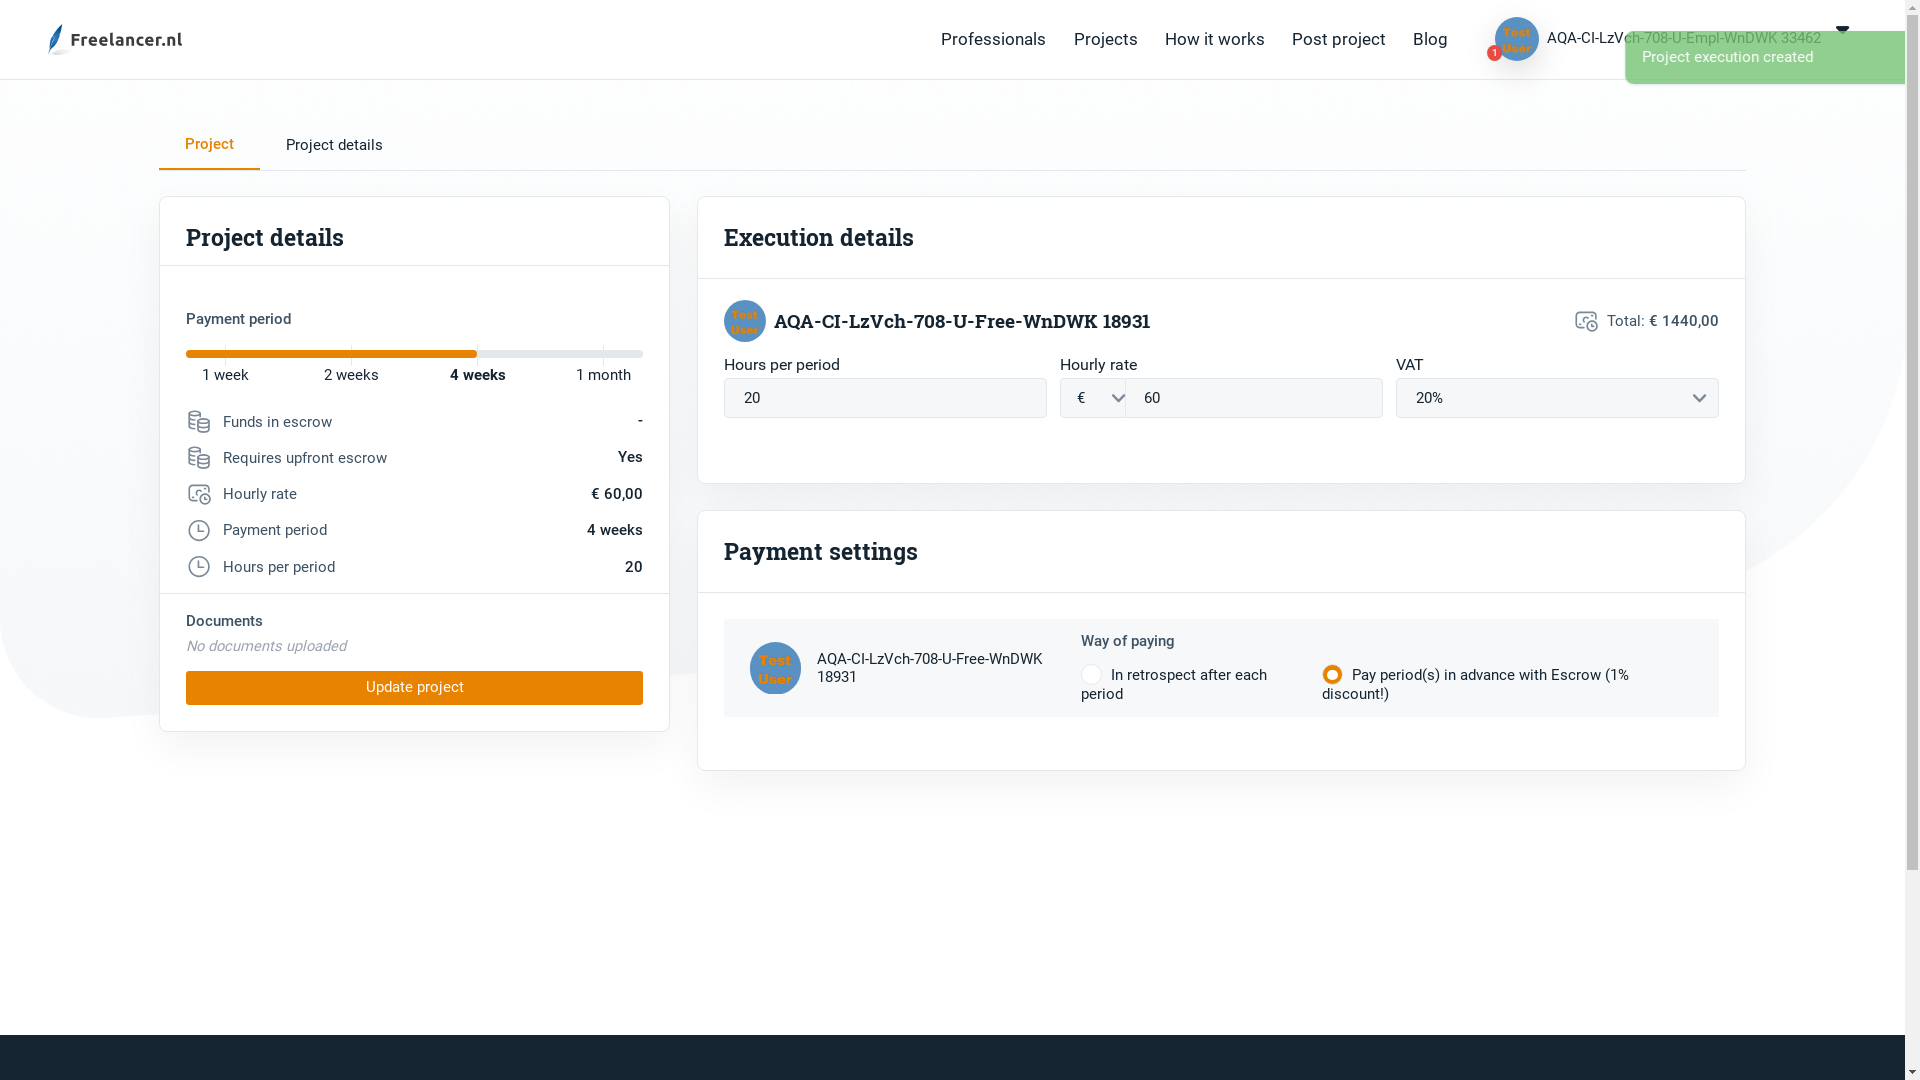 Freelancer.nl
Professionals
Projects
How it works
Post project
Blog
Test
User
1
AQA-CI-LzVch-708-U-Empl-WnDWK 33462
Project execution created
Project
Project details
Project details
Payment period
1 week
2 weeks
4 weeks
1 month
Funds in escrow
-
Requires upfront escrow
Yes
Hourly rate
€ 60,00
Payment period
4 weeks
Hours per period
20
Documents
No documents uploaded
Update project
Execution details
Test
User
AQA-CI-LzVch-708-U-Free-WnDWK 18931
Total: € 1440,00
Hours per period
Hourly rate
VAT
20
€
60
20%
Payment settings
Test
User
AQA-CI-LzVch-708-U-Free-WnDWK
18931
Way of paying
In retrospect after each
period
Pay period(s) in advance with Escrow (1%
discount!)